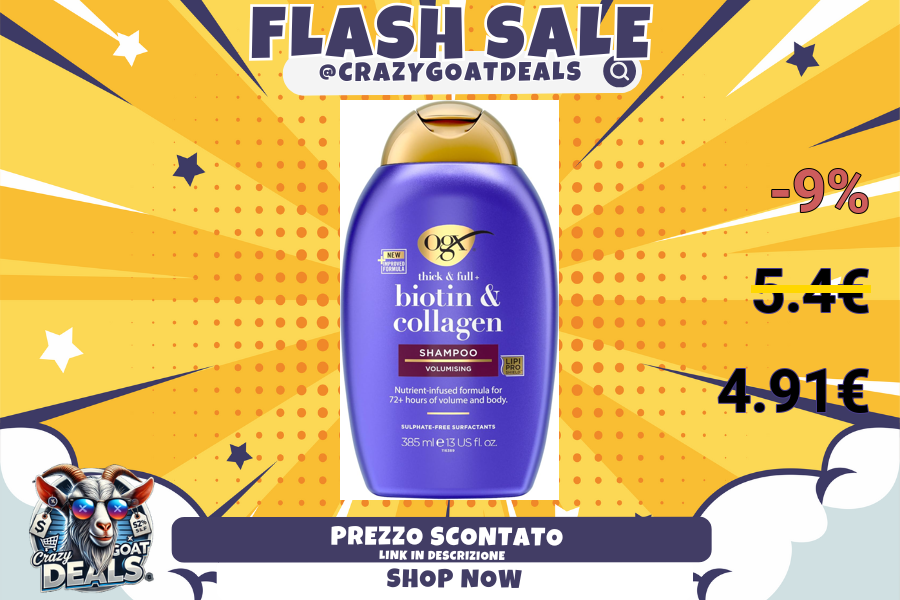 FLASH SALE
@CRAZYGOATDEALS
-9%
5.4€
4.91€
ogx
NEW
IMPROVED
FORMULA
thick & full+
biotin &
collagen
SHAMPOO
VOLUMISING
LIPI
PRO
SHIELD
Nutrient-infused formula for
72+ hours of volume and body.
SULPHATE-FREE SURFACTANTS
385 ml e 13 US fl. oz.
$
52%
Crazy
GOAT
DEALS
PREZZO SCONTATO
LINK IN DESCRIZIONE
SHOP NOW